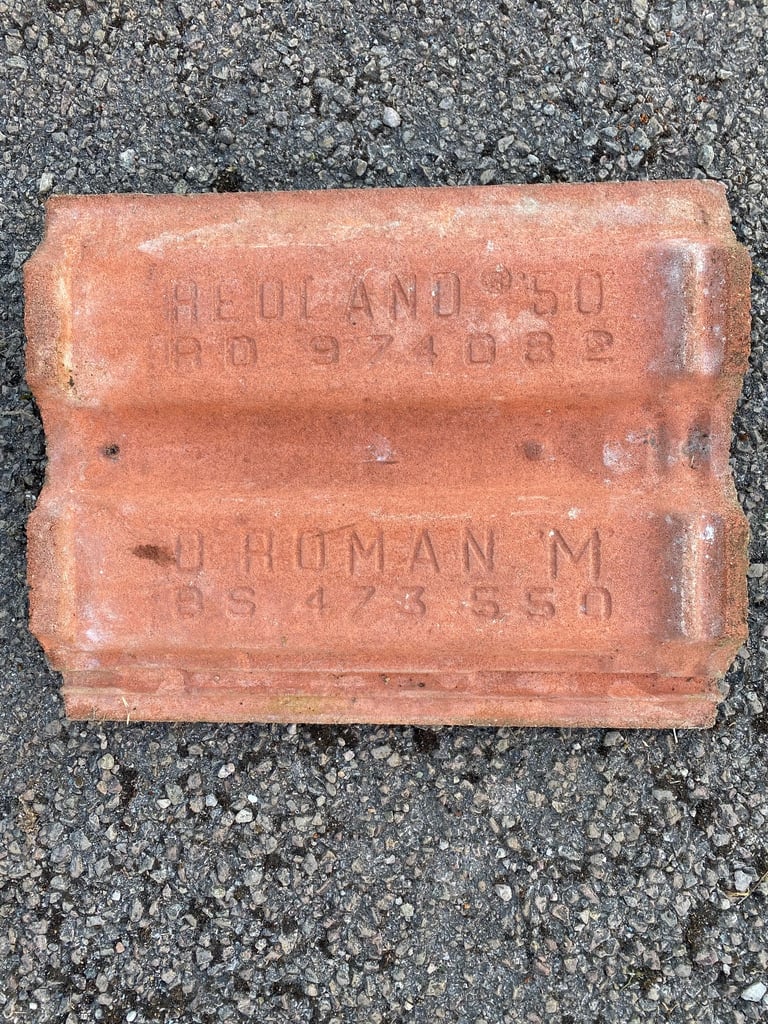 REDLAND ® 50
RD 974082
D ROMAN M
BS 473 550